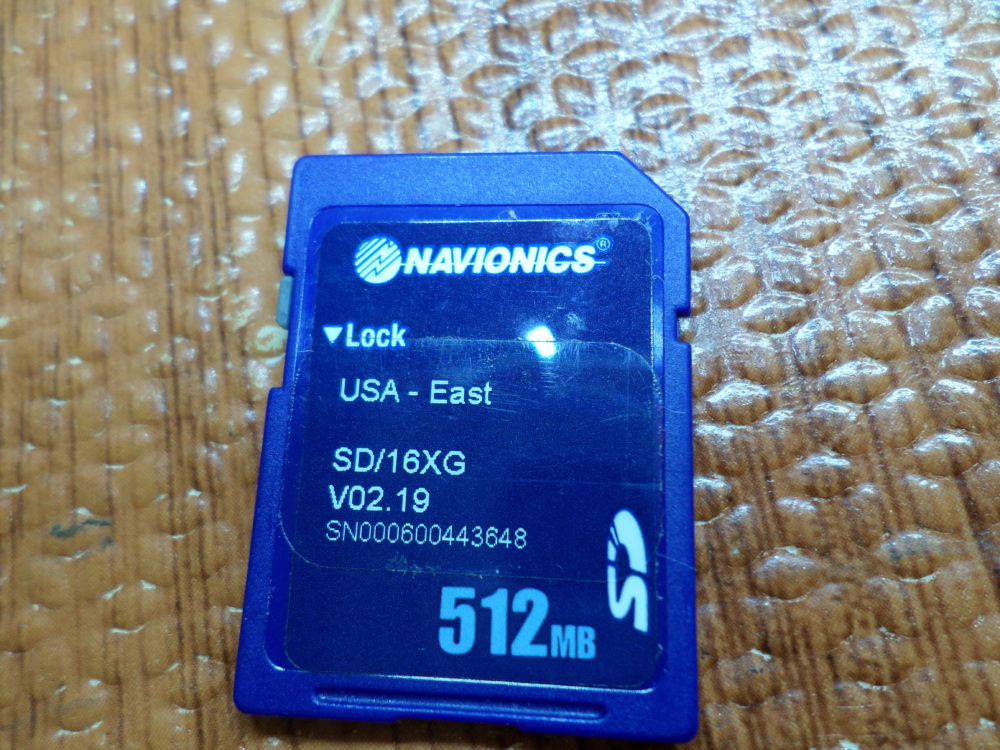 NAVIONICS®
▼Lock
USA - East
SD/16XG
V02.19
SN000600443648
SD
512MB